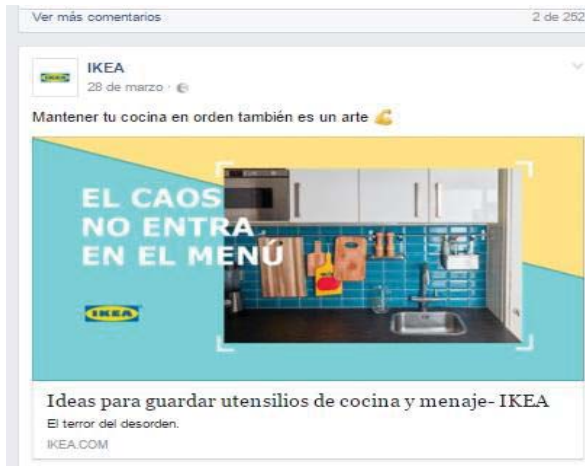 Ver más comentarios 2 de 252
IKEA
IKEA
28 de marzo
Mantener tu cocina en orden también es un arte
EL CAOS
NO ENTRA
EN EL MENÚ
IKEA
Ideas para guardar utensilios de cocina y menaje- IKEA
El terror del desorden.
IKEA.COM